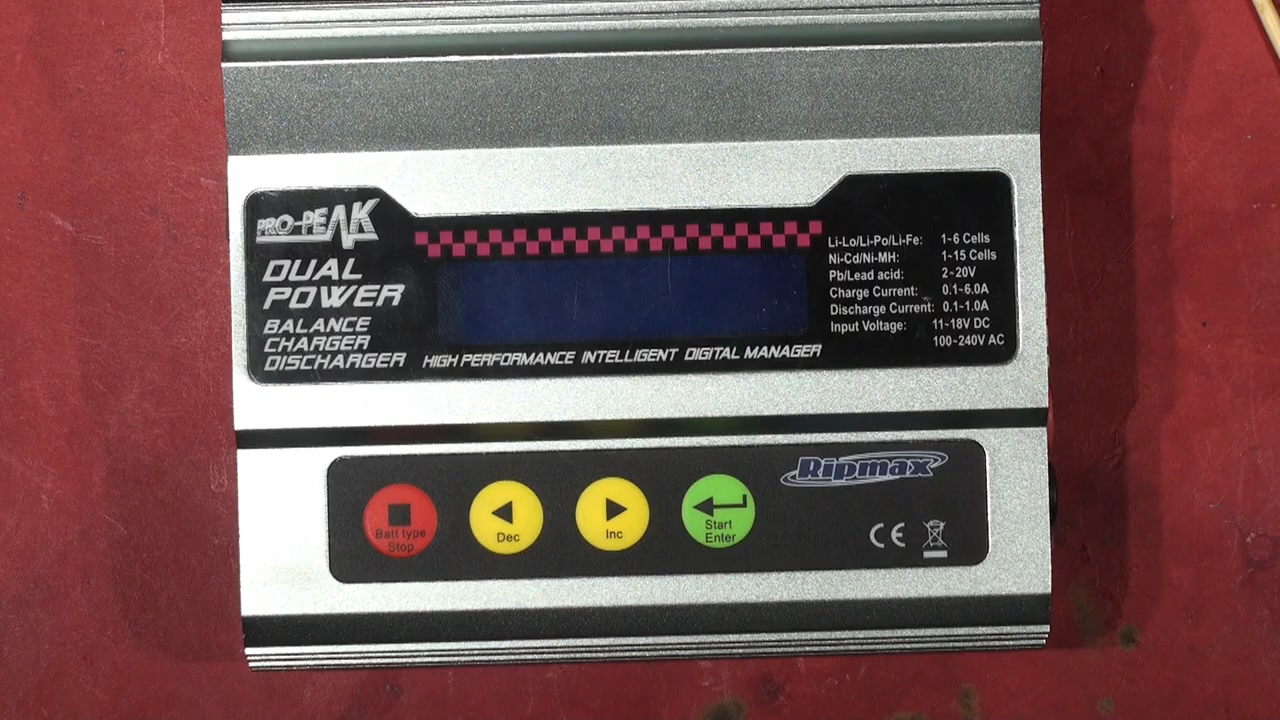 PRO-PEAK
DUAL
POWER
BALANCE
CHARGER
DISCHARGER
HIGH PERFORMANCE INTELLIGENT DIGITAL MANAGER
Li-Lo/Li-Po/Li-Fe: 1~6 Cells
Ni-Cd/Ni-MH: 1~15 Cells
Pb/Lead acid: 2~20V
Charge Current: 0.1~6.0A
Discharge Current: 0.1~1.0A
Input Voltage: 11~18V DC
100~240V AC
Ripmax
Batt type
Stop
Dec
Inc
Start
Enter
CE